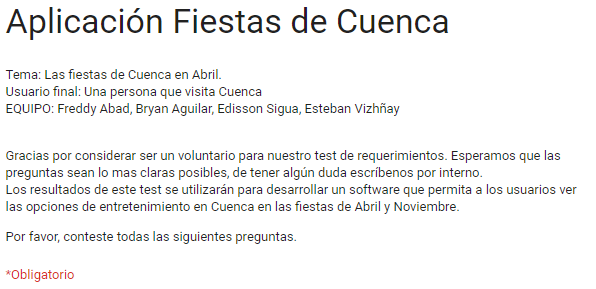 Aplicación Fiestas de Cuenca
Tema: Las fiestas de Cuenca en Abril.
Usuario final: Una persona que visita Cuenca
EQUIPO: Freddy Abad, Bryan Aguilar, Edisson Sigua, Esteban Vizhñay
Gracias por considerar ser un voluntario para nuestro test de requerimientos. Esperamos que las
preguntas sean lo mas claras posibles, de tener algún duda escríbenos por interno.
Los resultados de este test se utilizarán para desarrollar un software que permita a los usuarios ver
las opciones de entretenimiento en Cuenca en las fiestas de Abril y Noviembre.
Por favor, conteste todas las siguientes preguntas.
*Obligatorio